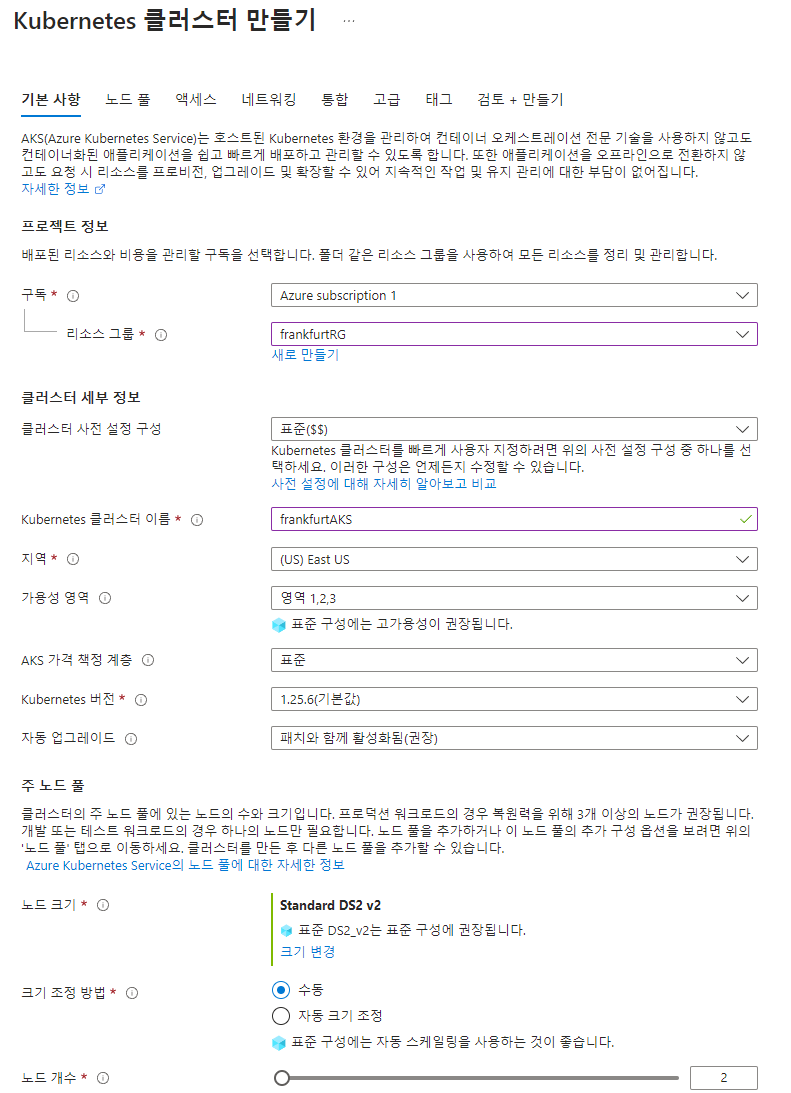 Kubernetes 클러스터 만들기 ...
기본 사항 노드 풀 액세스 네트워킹 통합 고급 태그 검토 + 만들기
AKS(Azure Kubernetes Service)는 호스트된 Kubernetes 환경을 관리하여 컨테이너 오케스트레이션 전문 기술을 사용하지 않고도
컨테이너화된 애플리케이션을 쉽고 빠르게 배포하고 관리할 수 있도록 합니다. 또한 애플리케이션을 오프라인으로 전환하지 않
고도 요청 시 리소스를 프로비전, 업그레이드 및 확장할 수 있어 지속적인 작업 및 유지 관리에 대한 부담이 없어집니다.
자세한 정보
프로젝트 정보
배포된 리소스와 비용을 관리할 구독을 선택합니다. 폴더 같은 리소스 그룹을 사용하여 모든 리소스를 정리 및 관리합니다.
구독 * Azure subscription 1
리소스 그룹 * frankfurtRG
새로 만들기
클러스터 세부 정보
클러스터 사전 설정 구성 표준($$)
Kubernetes 클러스터를 빠르게 사용자 지정하려면 위의 사전 설정 구성 중 하나를 선
택하세요. 이러한 구성은 언제든지 수정할 수 있습니다.
사전 설정에 대해 자세히 알아보고 비교
Kubernetes 클러스터 이름 * frankfurtAKS
지역 * (US) East US
가용성 영역 영역 1,2,3
표준 구성에는 고가용성이 권장됩니다.
AKS 가격 책정 계층 표준
Kubernetes 버전 * 1.25.6(기본값)
자동 업그레이드 패치와 함께 활성화됨(권장)
주 노드 풀
클러스터의 주 노드 풀에 있는 노드의 수와 크기입니다. 프로덕션 워크로드의 경우 복원력을 위해 3개 이상의 노드가 권장됩니다.
개발 또는 테스트 워크로드의 경우 하나의 노드만 필요합니다. 노드 풀을 추가하거나 이 노드 풀의 추가 구성 옵션을 보려면 위의
'노드 풀' 탭으로 이동하세요. 클러스터를 만든 후 다른 노드 풀을 추가할 수 있습니다.
Azure Kubernetes Service의 노드 풀에 대한 자세한 정보
노드 크기 * Standard DS2 v2
표준 DS2_v2는 표준 구성에 권장됩니다.
크기 변경
크기 조정 방법 * 수동
자동 크기 조정
표준 구성에는 자동 스케일링을 사용하는 것이 좋습니다.
노드 개수 * 2